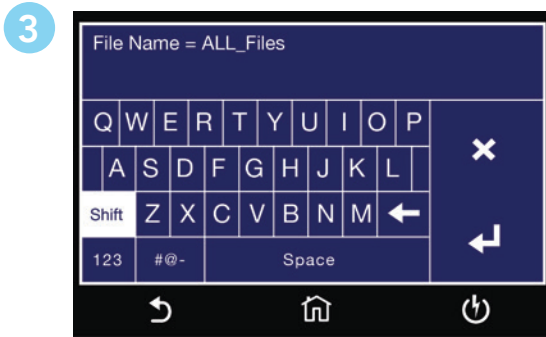 3
File Name = ALL_Files
Q W E R T Y U I O P
A S D F G H J K L
Shift Z X C V B N M
123 #@- Space